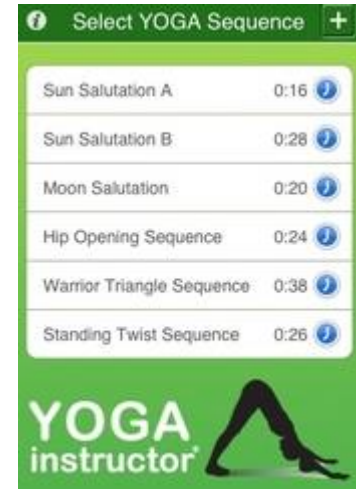 Select YOGA Sequence +
Sun Salutation A 0:16
Sun Salutation B 0:28
Moon Salutation 0:20
Hip Opening Sequence 0:24
Warrior Triangle Sequence 0:38
Standing Twist Sequence 0:26
YOGA
instructor